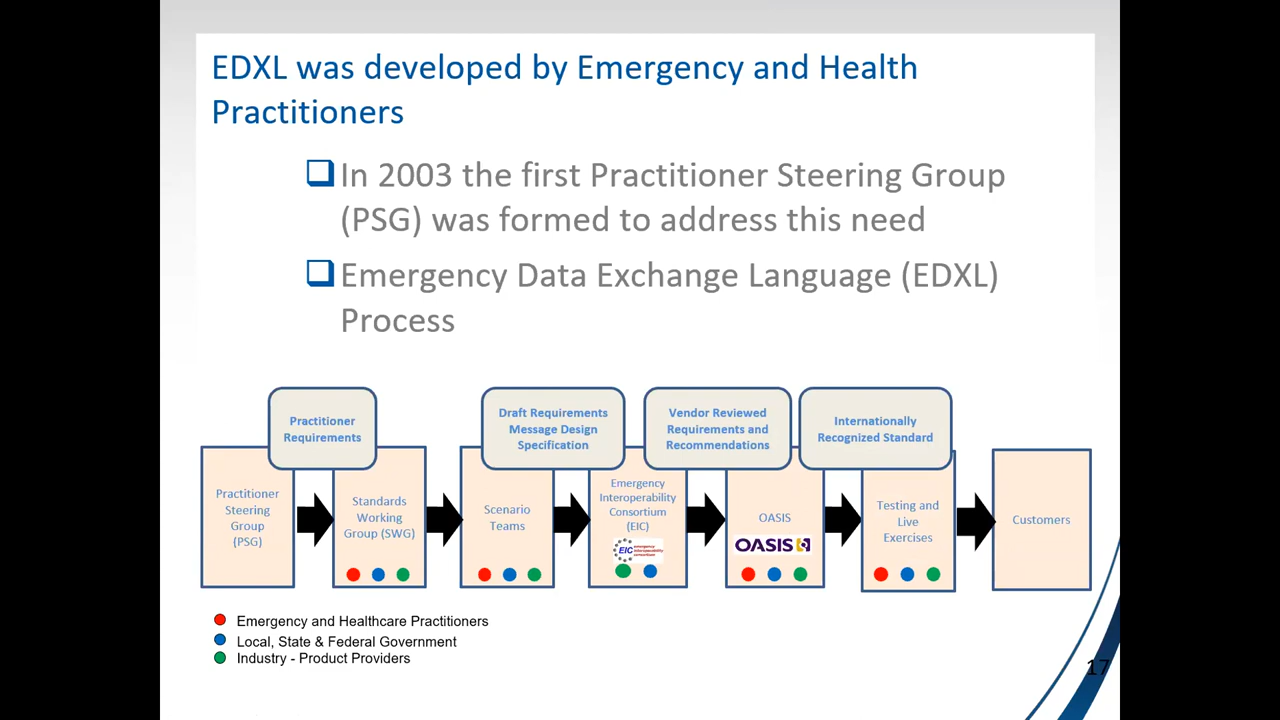 EDXL was developed by Emergency and Health
Practitioners
In 2003 the first Practitioner Steering Group
(PSG) was formed to address this need
Emergency Data Exchange Language (EDXL)
Process
Practitioner
Requirements
Draft Requirements
Message Design
Specification
Vendor Reviewed
Requirements and
Recommendations
Internationally
Recognized Standard
Practitioner
Steering
Group
(PSG)
Standards
Working
Group (SWG)
Scenario
Teams
Emergency
Interoperability
Consortium
(EIC)
EIC
emergency
interoperability
consortium
OASIS
OASIS
Testing and
Live
Exercises
Customers
Emergency and Healthcare Practitioners
Local, State & Federal Government
Industry - Product Providers
17